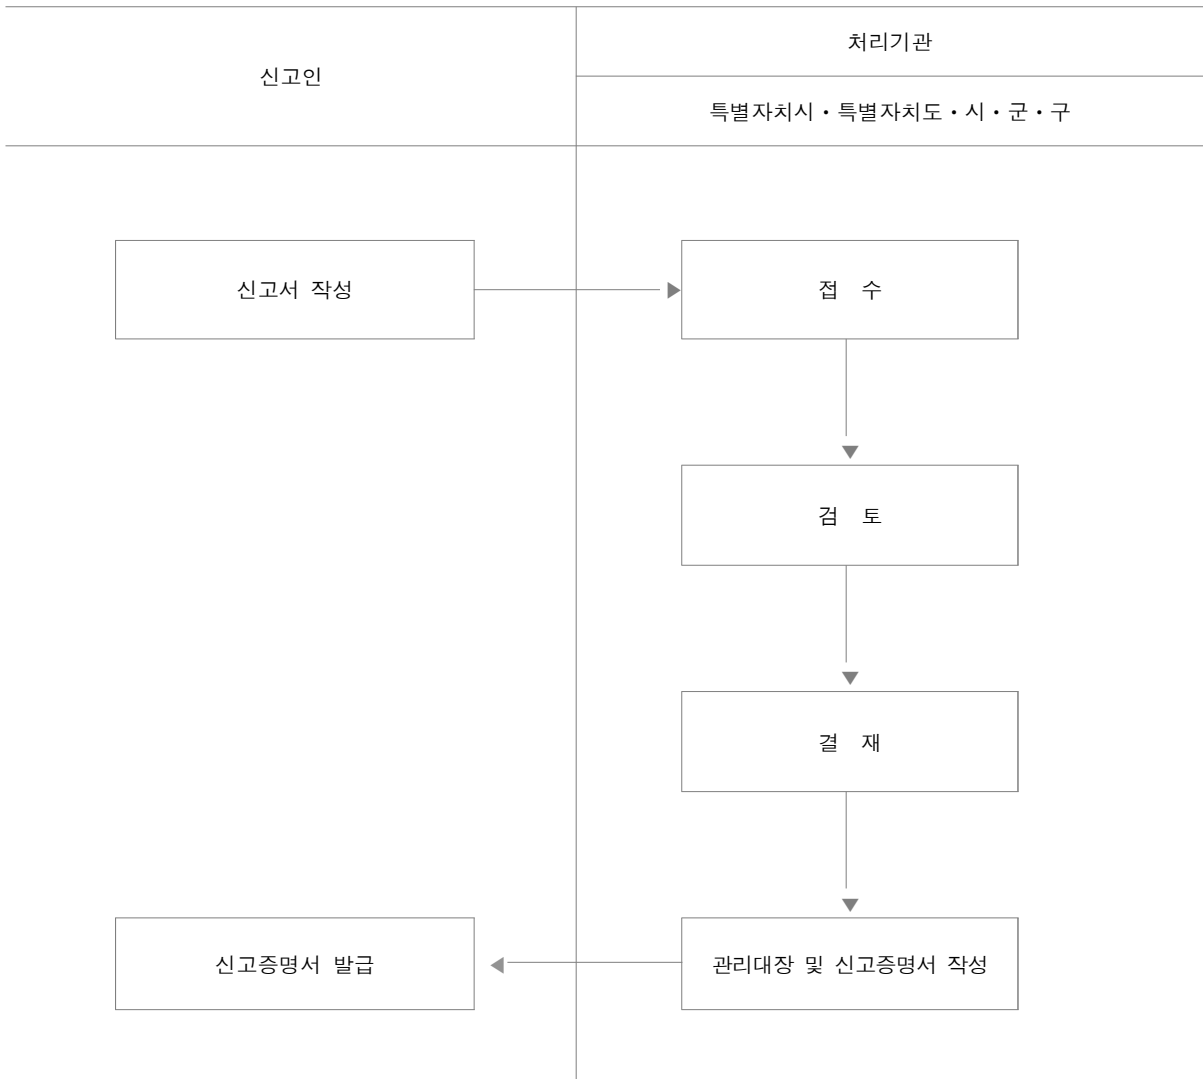 신고인
처리기관
특별자치시・특별자치도・시・군・구
신고서 작성
접 수
검 토
결 재
신고증명서 발급
관리대장 및 신고증명서 작성